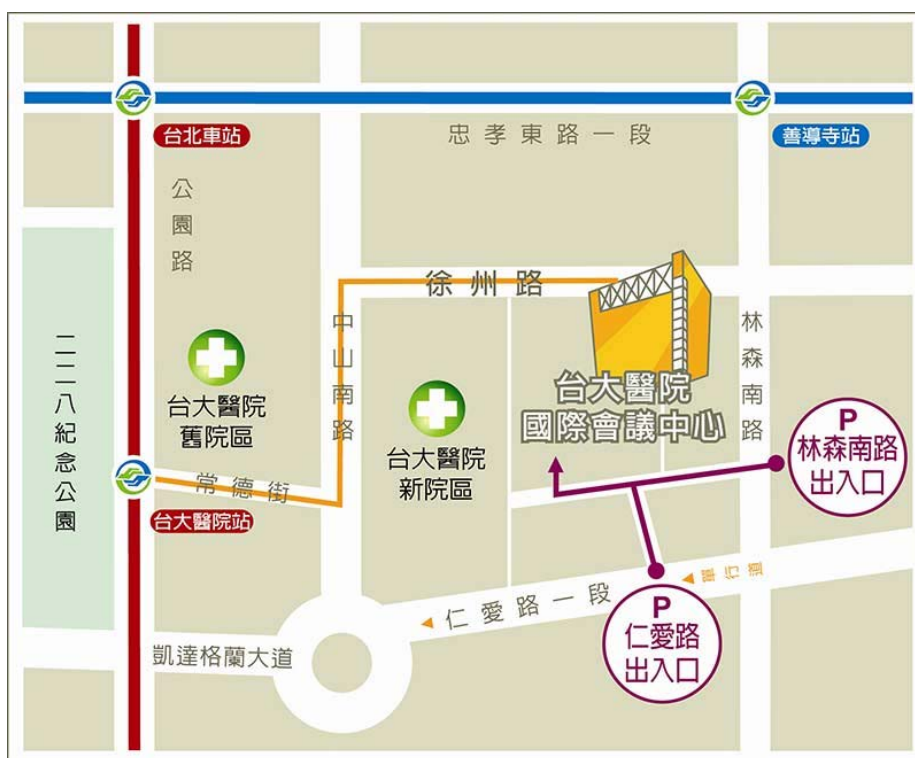 台北車站
忠孝東路一段
善導寺站
公園路
徐州路
中山南路
林森南路
二二八紀念公園
台大醫院
舊院區
台大醫院
新院區
台大醫院
國際會議中心
P
林森南路
出入口
常德街
台大醫院站
單行道
仁愛路一段
P
仁愛路
出入口
凱達格蘭大道